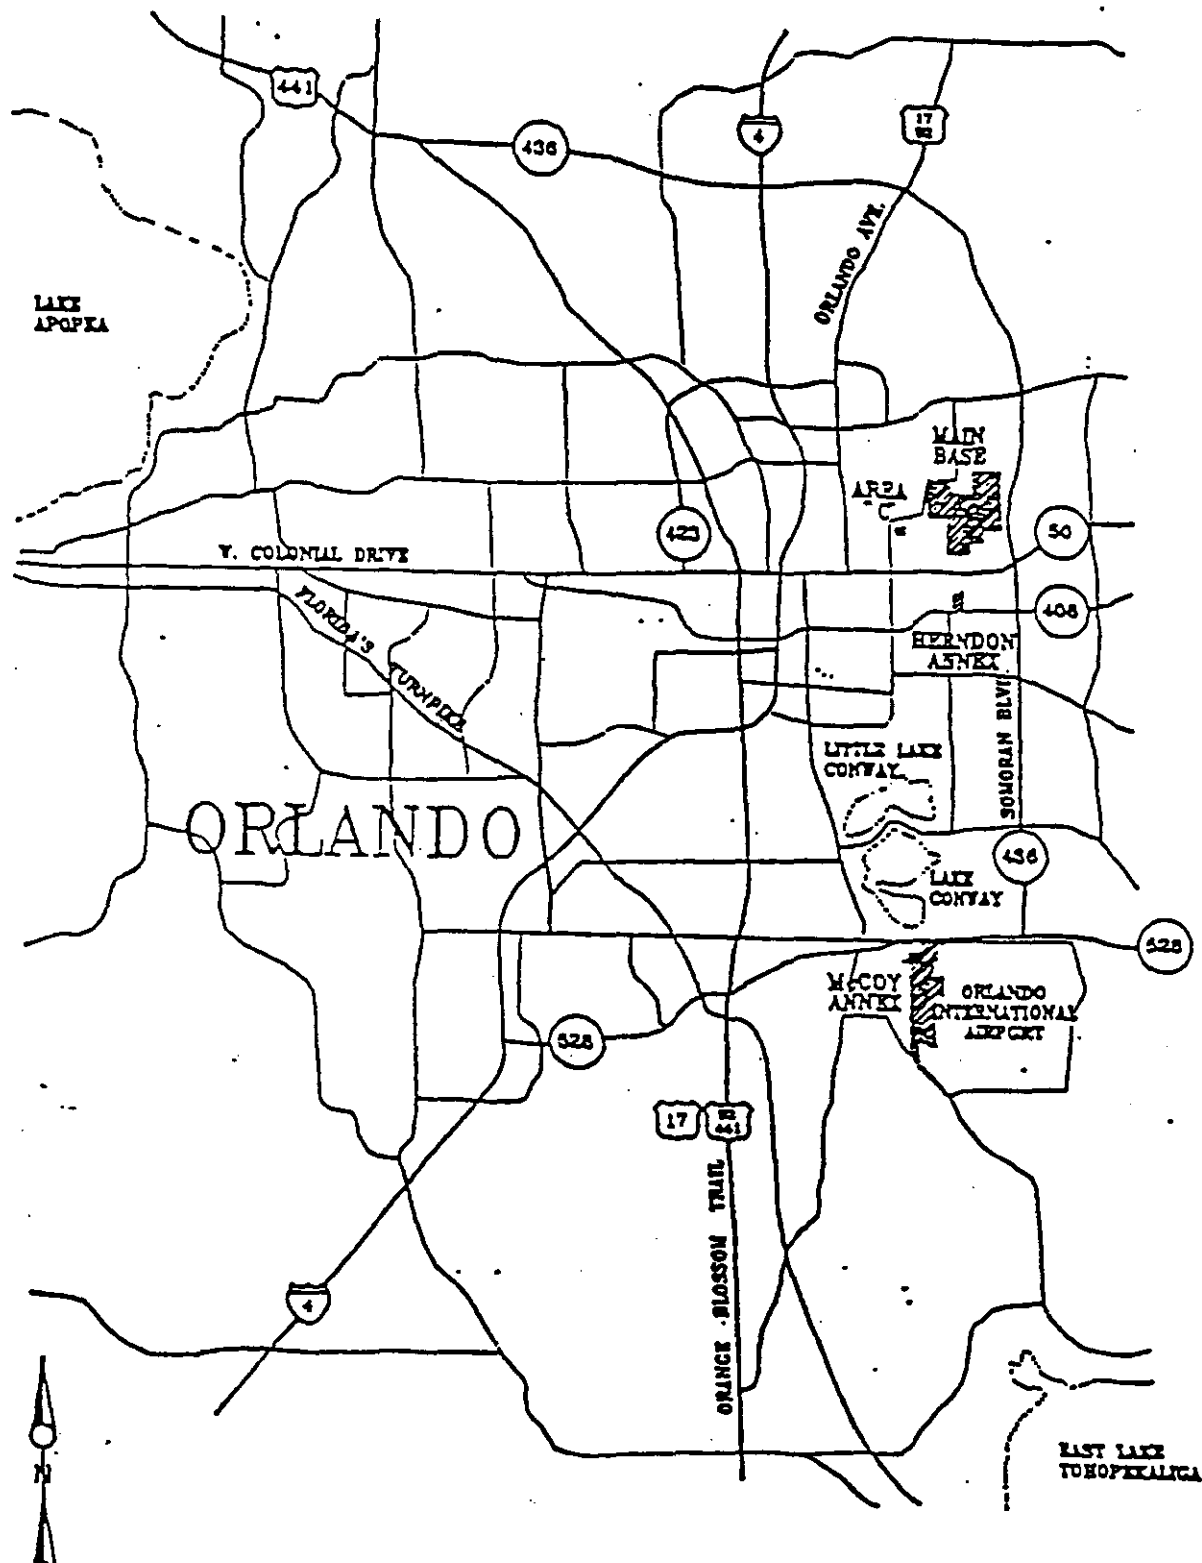 441
436
4
17
92
ORLANDO AVE.
LAKE
APOPKA
MAIN
BASE
AREA
"C"
423
50
W. COLONIAL DRIVE
408
FLORIDA'S TURNPIKE
HERNDON
ANNEX
SEMORAN BLVD
LITTLE LAKE
CONWAY
ORLANDO
436
LAKE
CONWAY
528
McCOY
ANNEX
ORLANDO
INTERNATIONAL
AIRPORT
528
17
92
441
ORANGE BLOSSOM TRAIL
4
N
EAST LAKE
TOHOPEKALIGA